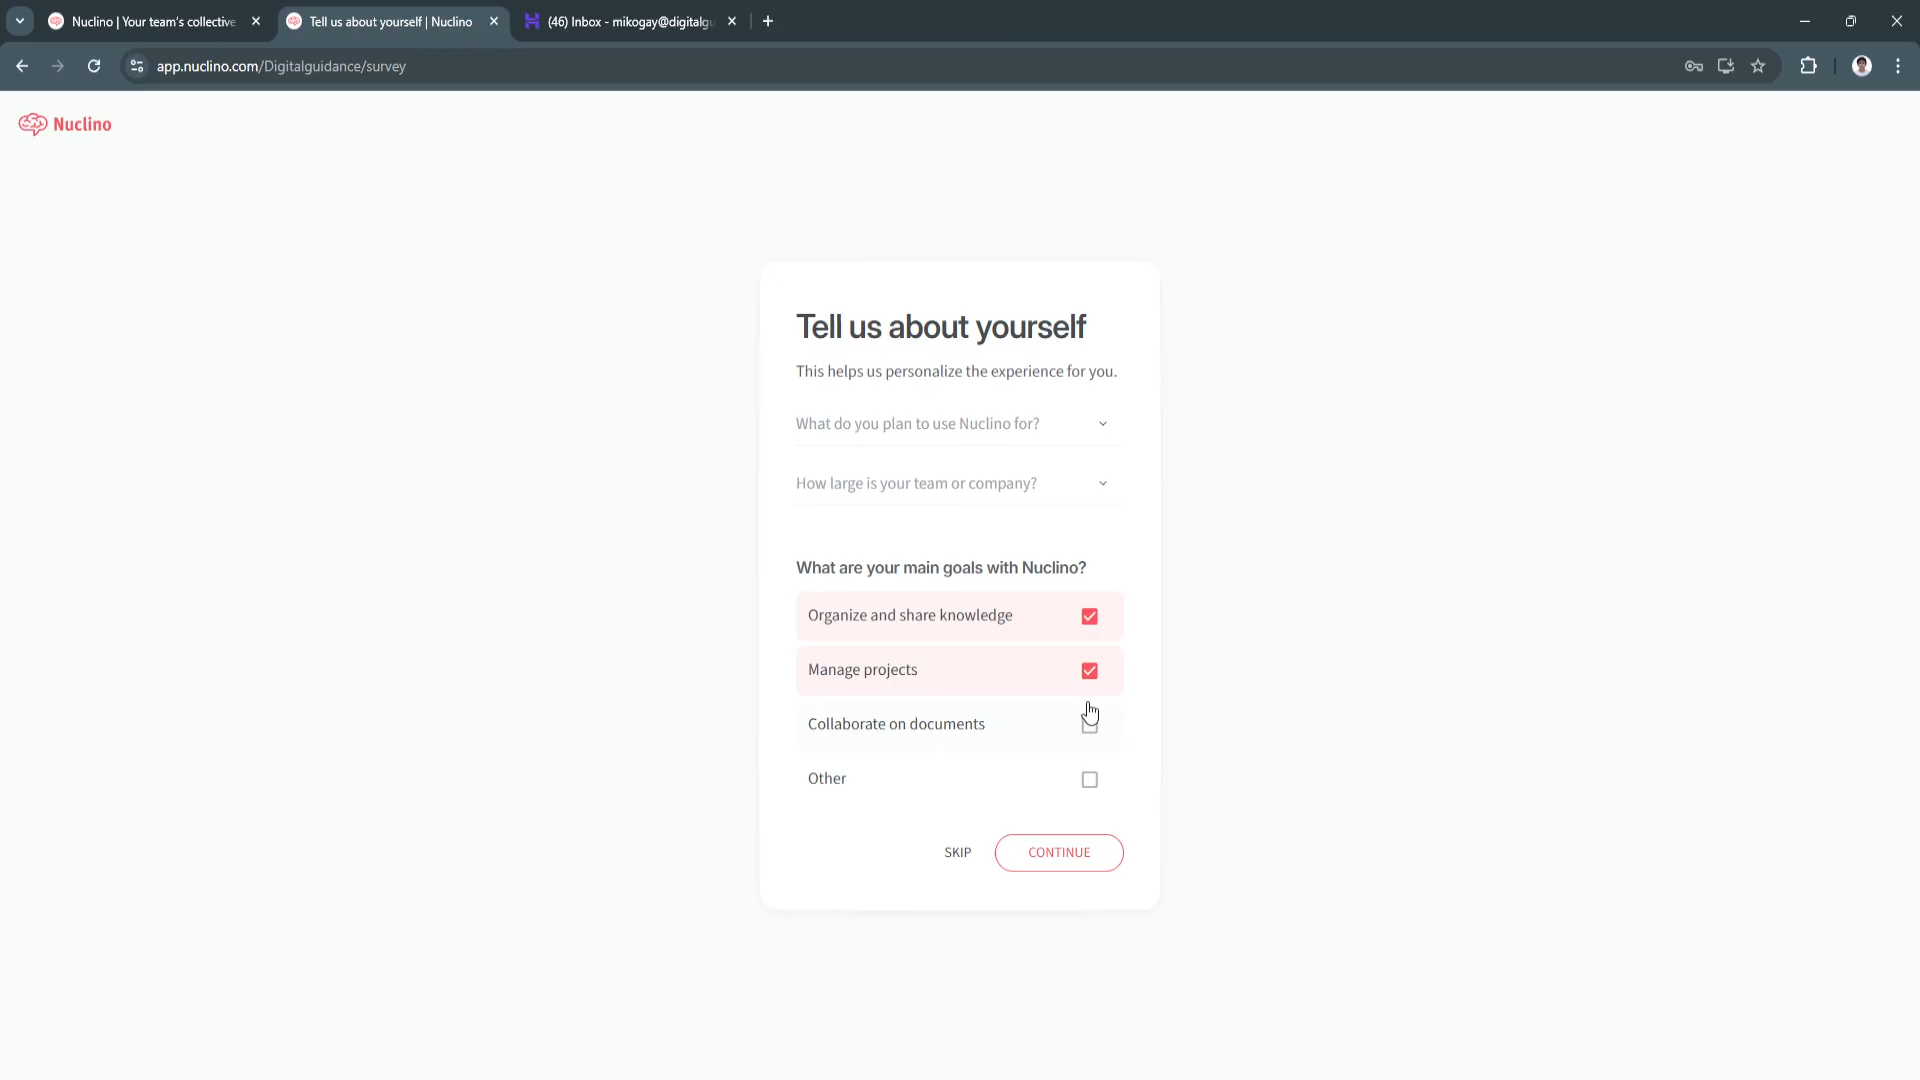 Nuclino | Your team's collective
Tell us about yourself | Nuclino
(46) Inbox - mikogay@digitalgu
app.nuclino.com/Digitalguidance/survey
Nuclino
Tell us about yourself
This helps us personalize the experience for you.
What do you plan to use Nuclino for?
How large is your team or company?
What are your main goals with Nuclino?
Organize and share knowledge
Manage projects
Collaborate on documents
Other
SKIP
CONTINUE